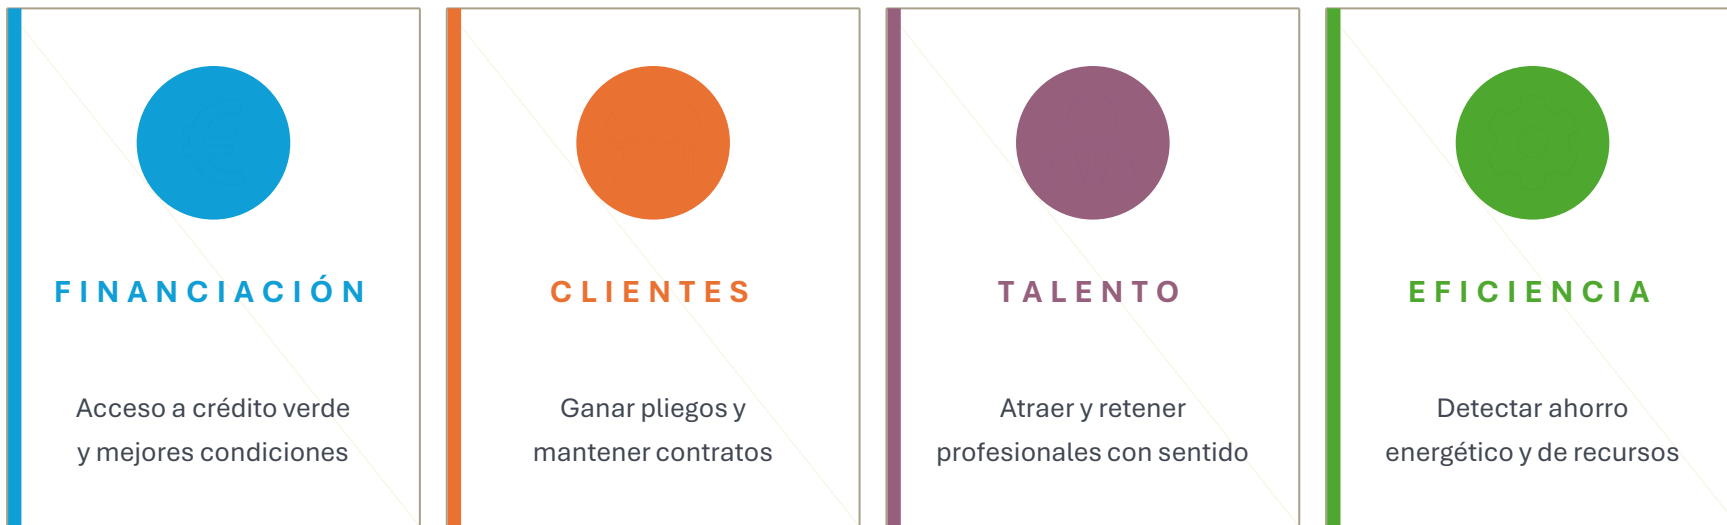 FINANCIACIÓN
Acceso a crédito verde
y mejores condiciones
CLIENTES
Ganar pliegos y
mantener contratos
TALENTO
Atraer y retener
profesionales con sentido
EFICIENCIA
Detectar ahorro
energético y de recursos